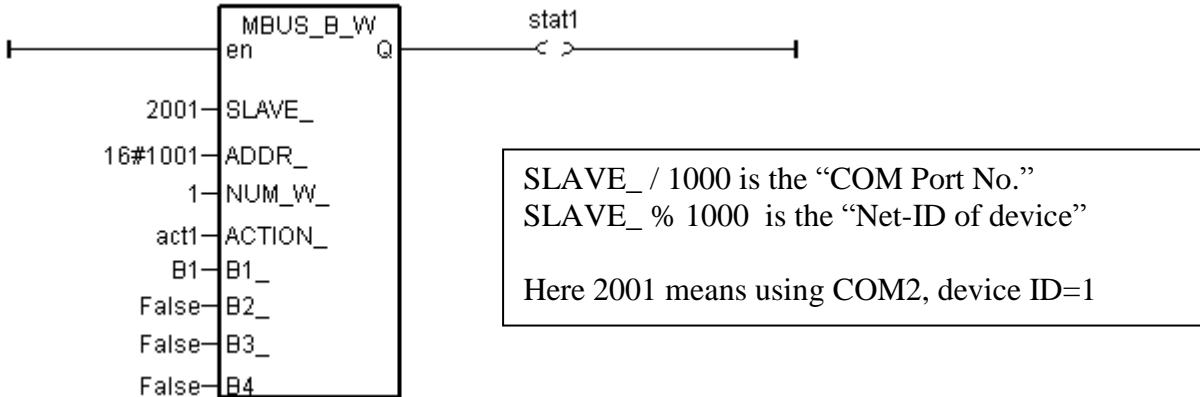 MBUS_B_W
stat1
en Q
2001 SLAVE_
16#1001 ADDR_
1 NUM_W_
act1 ACTION_
B1 B1_
False B2_
False B3_
False B4
SLAVE_ / 1000 is the “COM Port No.”
SLAVE_ % 1000 is the “Net-ID of device”
Here 2001 means using COM2, device ID=1